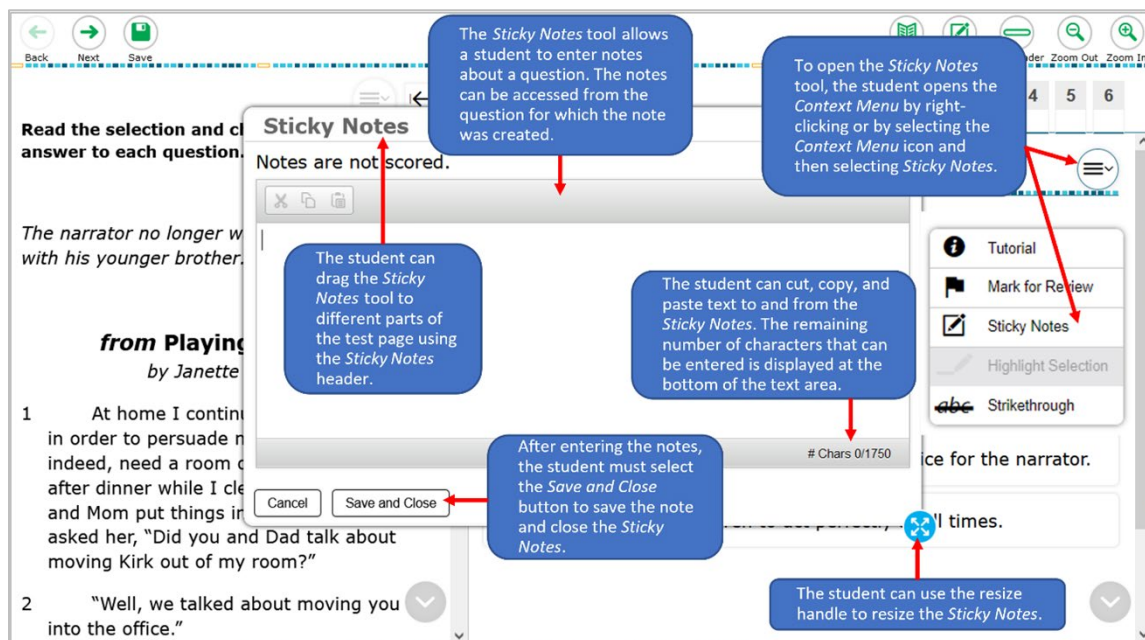 Back
Next
Save
Zoom Out
Zoom In
4
5
6
Read the selection and
answer to each question.
The narrator no longer
with his younger brother.
from Playing
by Janette
1 At home I
in order to persuade
indeed, need a room
after dinner while I
and Mom put things
asked her, “Did you and Dad talk about
moving Kirk out of my room?”
2 “Well, we talked about moving you
into the office.”
Sticky Notes
Notes are not scored.
# Chars 0/1750
Cancel
Save and Close
The Sticky Notes tool allows
a student to enter notes
about a question. The notes
can be accessed from the
question for which the note
was created.
To open the Sticky Notes
tool, the student opens the
Context Menu by right-
clicking or by selecting the
Context Menu icon and
then selecting Sticky Notes.
The student can
drag the Sticky
Notes tool to
different parts of
the test page using
the Sticky Notes
header.
The student can cut, copy, and
paste text to and from the
Sticky Notes. The remaining
number of characters that can
be entered is displayed at the
bottom of the text area.
After entering the notes,
the student must select
the Save and Close
button to save the note
and close the Sticky
Notes.
Tutorial
Mark for Review
Sticky Notes
Highlight Selection
abc Strikethrough
for the narrator.
perfectly
times.
The student can use the resize
handle to resize the Sticky Notes.